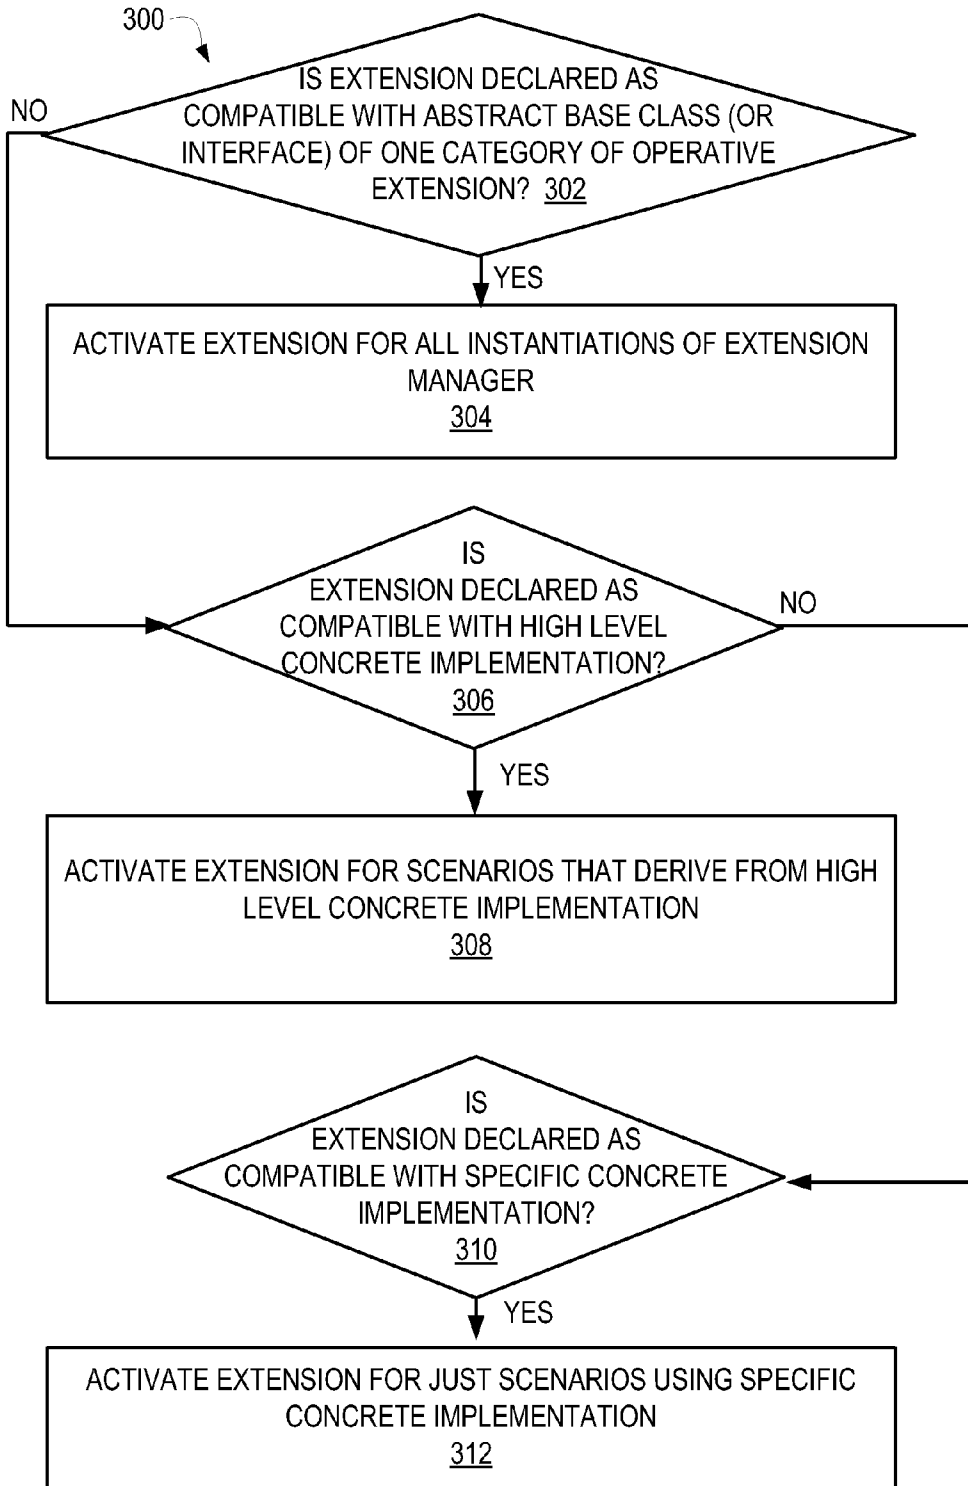 300
IS EXTENSION DECLARED AS
COMPATIBLE WITH ABSTRACT BASE CLASS (OR
INTERFACE) OF ONE CATEGORY OF OPERATIVE
EXTENSION? 302
NO
YES
ACTIVATE EXTENSION FOR ALL INSTANTIATIONS OF EXTENSION
MANAGER
304
IS
EXTENSION DECLARED AS
COMPATIBLE WITH HIGH LEVEL
CONCRETE IMPLEMENTATION?
306
NO
YES
ACTIVATE EXTENSION FOR SCENARIOS THAT DERIVE FROM HIGH
LEVEL CONCRETE IMPLEMENTATION
308
IS
EXTENSION DECLARED AS
COMPATIBLE WITH SPECIFIC CONCRETE
IMPLEMENTATION?
310
YES
ACTIVATE EXTENSION FOR JUST SCENARIOS USING SPECIFIC
CONCRETE IMPLEMENTATION
312